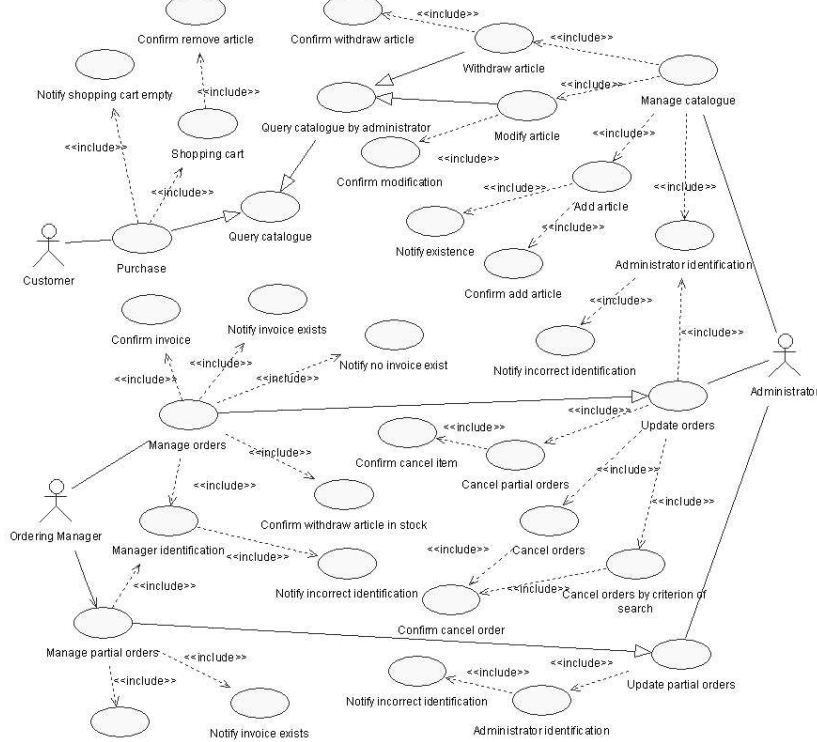 Confirm remove article
Confirm withdraw article
<<include>>
<<include>>
Withdraw article
Notify shopping cart empty
<<include>>
<<include>>
Manage catalogue
Query catalogue by administrator
Modify article
<<include>>
Shopping cart
<<include>>
Confirm modification
<<include>>
<<include>>
<<include>>
<<include>>
Add article
Query catalogue
Notify existence
<<include>>
Customer
Purchase
Confirm add article
Administrator identification
<<include>>
Notify invoice exists
Confirm invoice
<<include>>
Notify no invoice exist
Notify incorrect identification
<<include>>
<<include>>
<<include>>
Administrator
Manage orders
<<include>>
<<include>>
Update orders
<<include>>
Confirm cancel item
Cancel partial orders
<<include>>
<<include>>
Confirm withdraw article in stock
<<include>>
Ordering Manager
Manager identification
<<include>>
<<include>>
Cancel orders
<<include>>
Notify incorrect identification
<<include>>
Cancel orders by criterion of
search
Confirm cancel order
Manage partial orders
<<include>>
<<include>>
<<include>>
<<include>>
Update partial orders
Notify incorrect identification
Notify invoice exists
Administrator identification